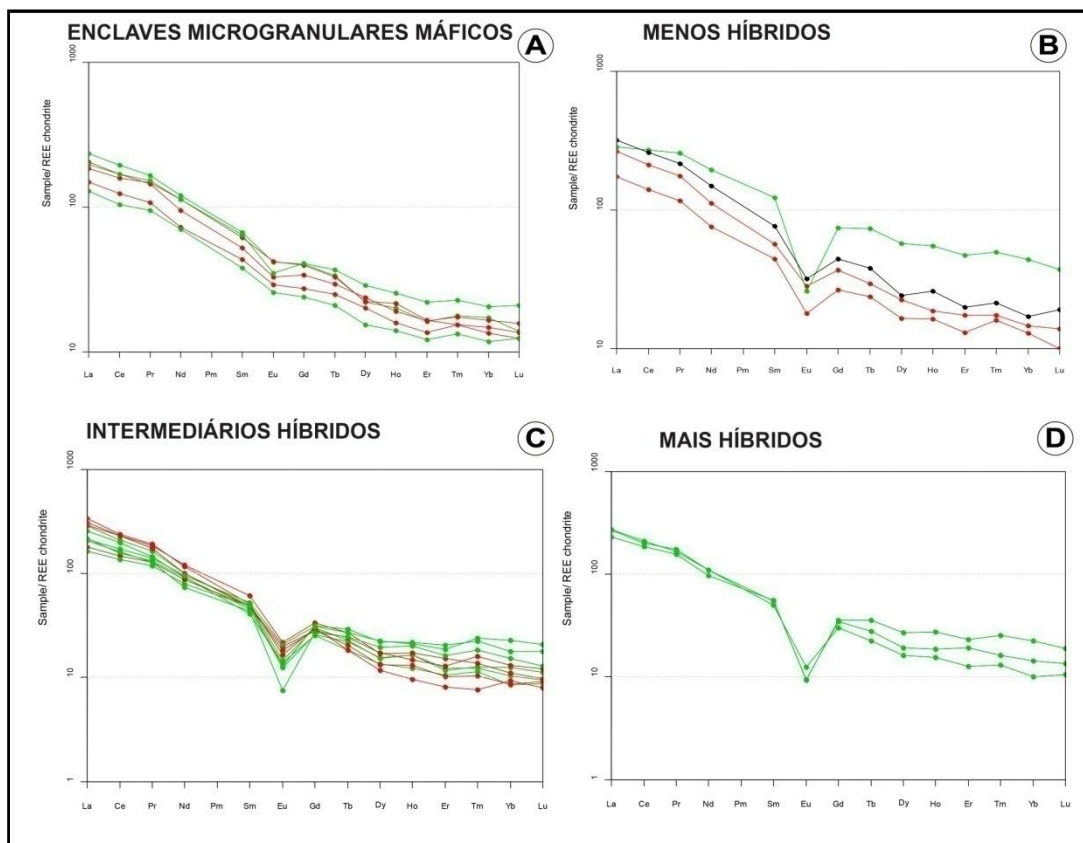 ENCLAVES MICROGRANULARES MÁFICOS
A
Sample/ REE chondrite
1000
100
10
La Ce Pr Nd Pm Sm Eu Gd Tb Dy Ho Er Tm Yb Lu
MENOS HÍBRIDOS
B
Sample/ REE chondrite
1000
100
10
La Ce Pr Nd Pm Sm Eu Gd Tb Dy Ho Er Tm Yb Lu
INTERMEDIÁRIOS HÍBRIDOS
C
Sample/ REE chondrite
1000
100
10
1
La Ce Pr Nd Pm Sm Eu Gd Tb Dy Ho Er Tm Yb Lu
MAIS HÍBRIDOS
D
Sample/ REE chondrite
1000
100
10
1
La Ce Pr Nd Pm Sm Eu Gd Tb Dy Ho Er Tm Yb Lu